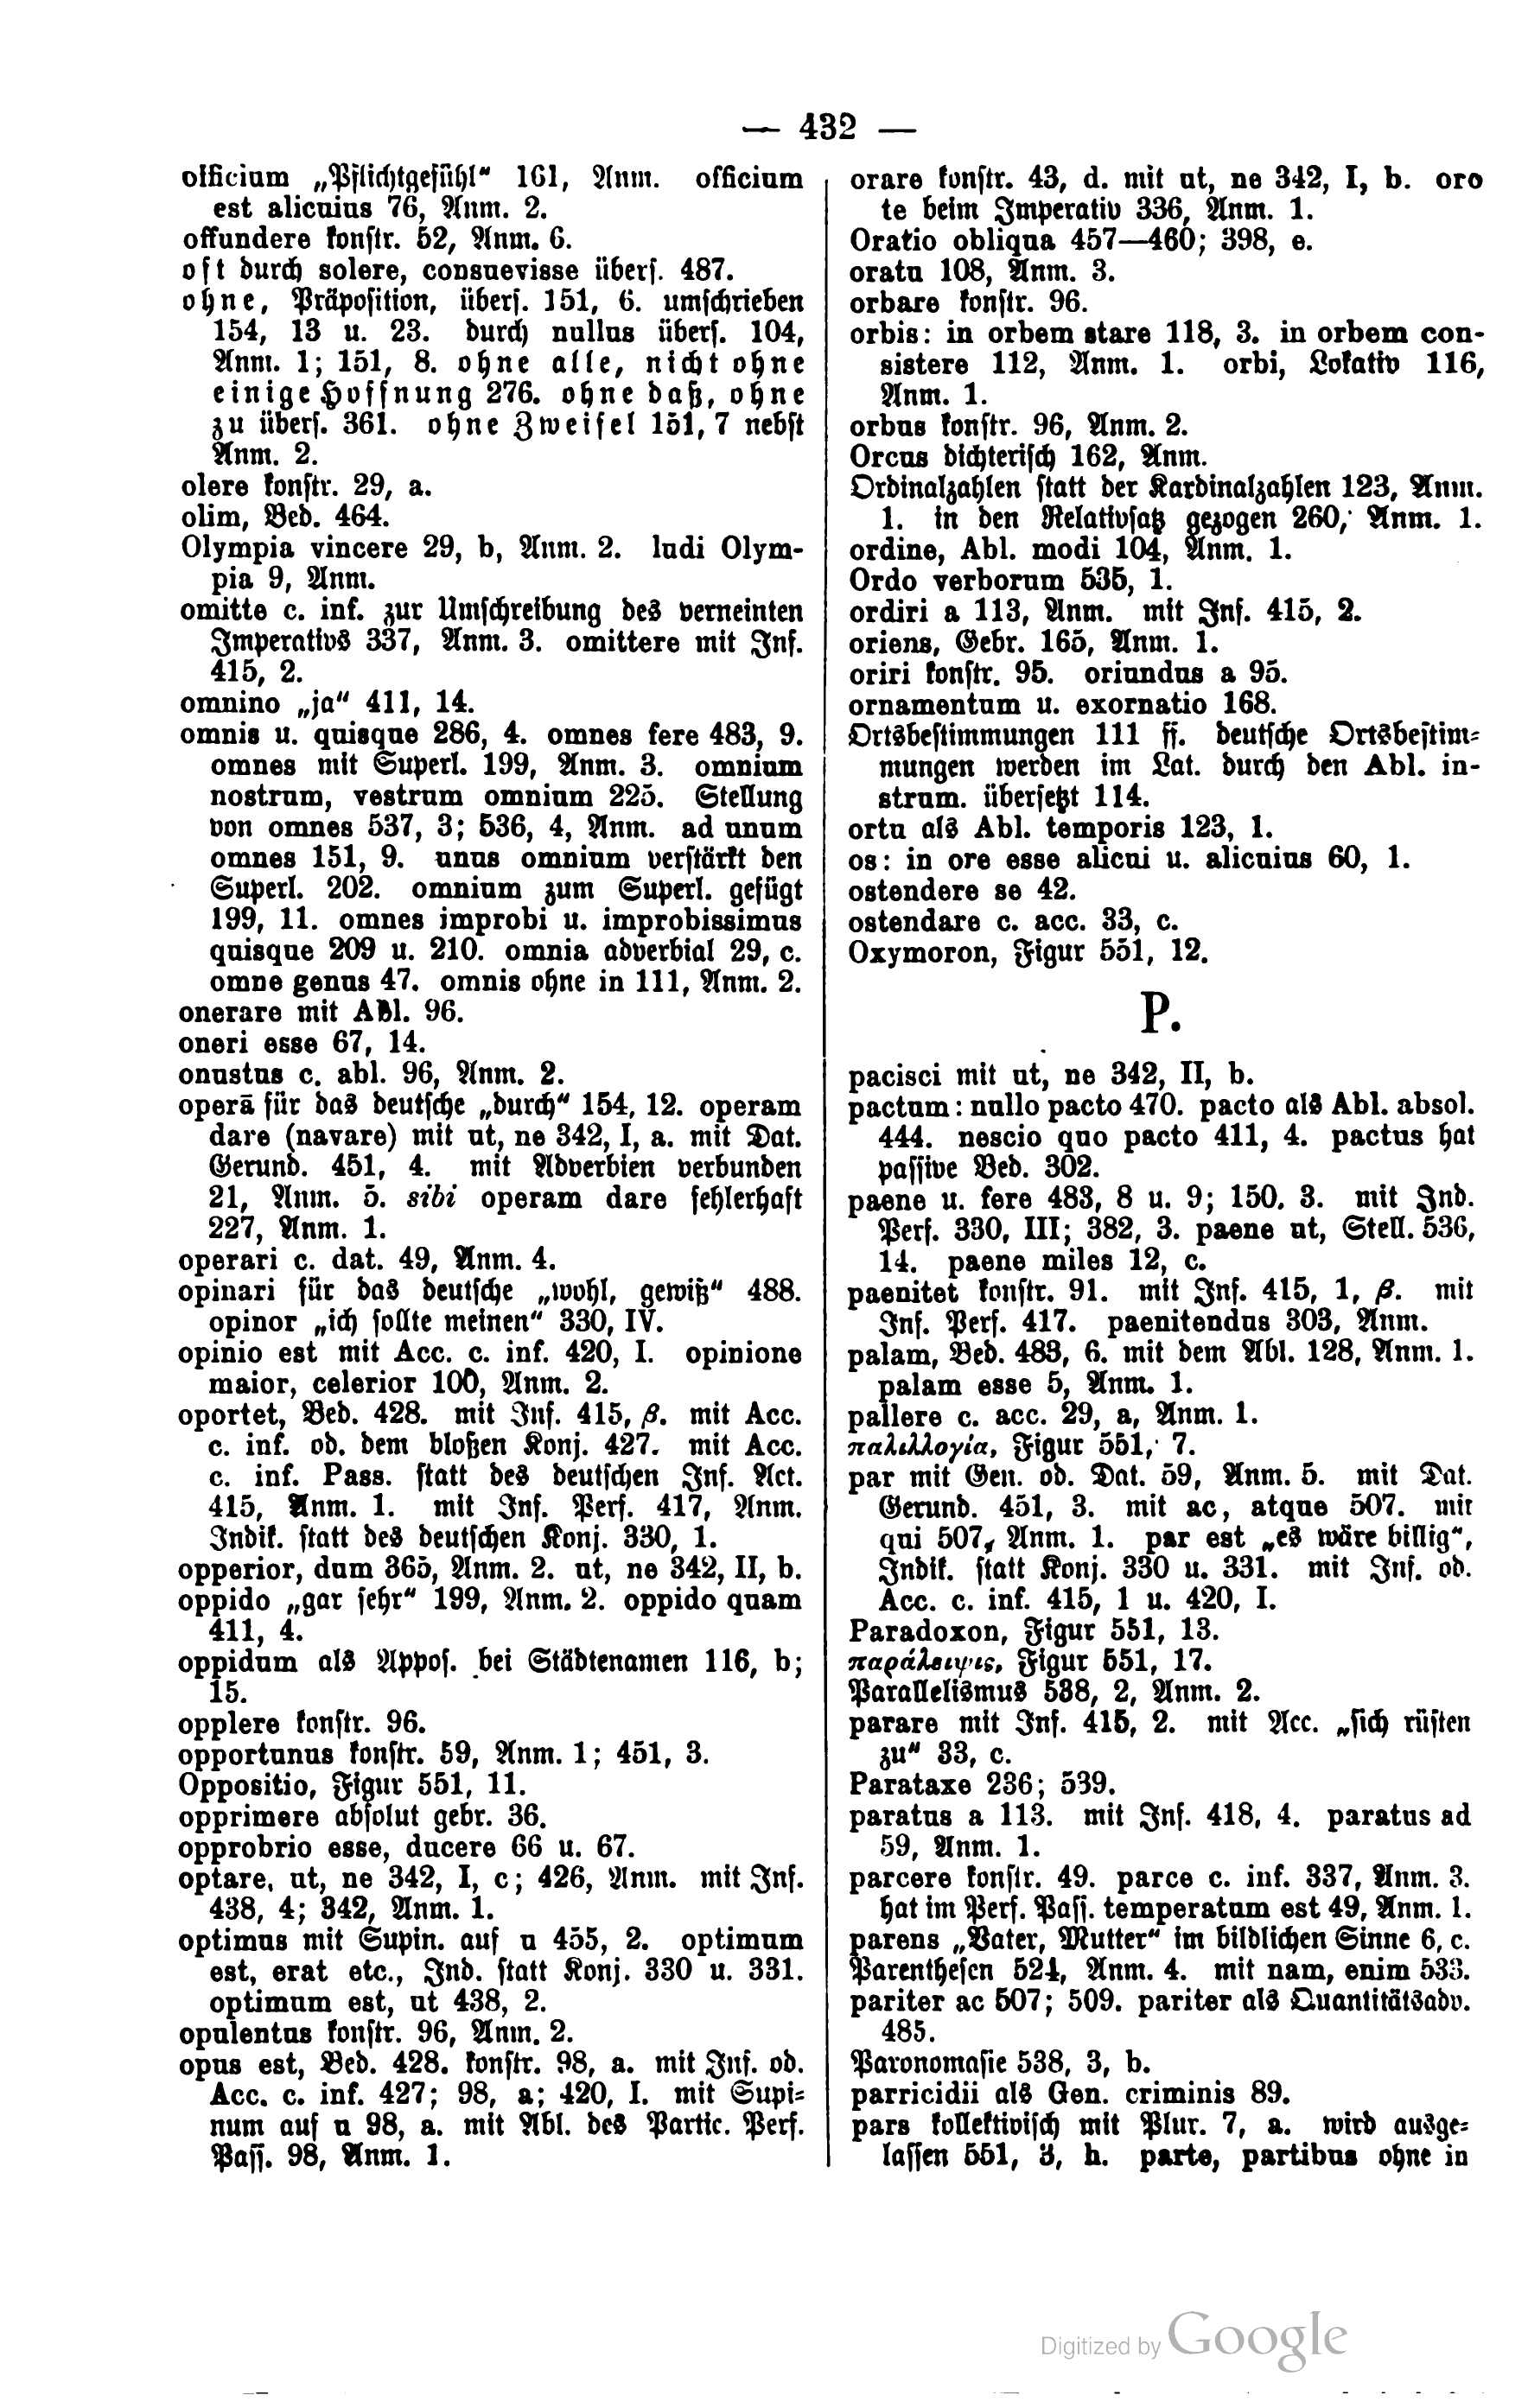 — 432 —
officium „Pflichtgefühl“ 161, Anm. officium
est alicuius 76, Anm. 2.
offundere konstr. 52, Anm. 6.
oft durch solere, consuevisse übers. 487.
ohne, Präposition, übers. 151, 6. umschrieben
154, 13 u. 23. durch nullus übers. 104,
Anm. 1; 151, 8. ohne alle, nicht ohne
einige Hoffnung 276. ohne daß, ohne
zu übers. 361. ohne Zweifel 151, 7 nebst
Anm. 2.
olere konstr. 29, a.
olim, Bed. 464.
Olympia vincere 29, b, Anm. 2. ludi Olym-
pia 9, Anm.
omitte c. inf. zur Umschreibung des verneinten
Imperativs 337, Anm. 3. omittere mit Inf.
415, 2.
omnino „ja“ 411, 14.
omnis u. quisque 286, 4. omnes fere 483, 9.
omnes mit Superl. 199, Anm. 3. omnium
nostrum, vestrum omnium 225. Stellung
von omnes 537, 3; 536, 4, Anm. ad unum
omnes 151, 9. unus omnium verstärkt den
Superl. 202. omnium zum Superl. gefügt
199, 11. omnes improbi u. improbissimus
quisque 209 u. 210. omnia adverbial 29, c.
omne genus 47. omnis ohne in 111, Anm. 2.
onerare mit Abl. 96.
oneri esse 67, 14.
onustus c. abl. 96, Anm. 2.
operā für das deutsche „durch“ 154, 12. operam
dare (navare) mit ut, ne 342, I, a. mit Dat.
Gerund. 451, 4. mit Adverbien verbunden
21, Anm. 5. sibi operam dare fehlerhaft
227, Anm. 1.
operari c. dat. 49, Anm. 4.
opinari für das deutsche „wohl, gewiß“ 488.
opinor „ich sollte meinen“ 330, IV.
opinio est mit Acc. c. inf. 420, I. opinione
maior, celerior 100, Anm. 2.
oportet, Bed. 428. mit Inf. 415, β. mit Acc.
c. inf. od. dem bloßen Konj. 427. mit Acc.
c. inf. Pass. statt des deutschen Inf. Act.
415, Anm. 1. mit Inf. Perf. 417, Anm.
Indik. statt des deutschen Konj. 330, 1.
opperior, dum 365, Anm. 2. ut, ne 342, II, b.
oppido „gar sehr“ 199, Anm. 2. oppido quam
411, 4.
oppidum als Appos. bei Städtenamen 116, b;
15.
opplere konstr. 96.
opportunus konstr. 59, Anm. 1; 451, 3.
Oppositio, Figur 551, 11.
opprimere absolut gebr. 36.
opprobrio esse, ducere 66 u. 67.
optare, ut, ne 342, I, c; 426, Anm. mit Inf.
438, 4; 342, Anm. 1.
optimus mit Supin. auf u 455, 2. optimum
est, erat etc., Ind. statt Konj. 330 u. 331.
optimum est, ut 438, 2.
opulentus konstr. 96, Anm. 2.
opus est, Bed. 428. konstr. 98, a. mit Inf. od.
Acc. c. inf. 427; 98, a; 420, I. mit Supi-
num auf u 98, a. mit Abl. des Partic. Perf.
Pass. 98, Anm. 1.
orare konstr. 43, d. mit ut, ne 342, I, b. oro
te beim Imperativ 336, Anm. 1.
Oratio obliqua 457—460; 398, e.
oratu 108, Anm. 3.
orbare konstr. 96.
orbis: in orbem stare 118, 3. in orbem con-
sistere 112, Anm. 1. orbi, Lokativ 116,
Anm. 1.
orbus konstr. 96, Anm. 2.
Orcus dichterisch 162, Anm.
Ordinalzahlen statt der Kardinalzahlen 123, Anm.
1. in den Relativsatz gezogen 260, Anm. 1.
ordine, Abl. modi 104, Anm. 1.
Ordo verborum 535, 1.
ordiri a 113, Anm. mit Inf. 415, 2.
oriens, Gebr. 165, Anm. 1.
oriri konstr. 95. oriundus a 95.
ornamentum u. exornatio 168.
Ortsbestimmungen 111 ff. deutsche Ortsbestim-
mungen werden im Lat. durch den Abl. in-
strum. übersetzt 114.
ortu als Abl. temporis 123, 1.
os: in ore esse alicui u. alicuius 60, 1.
ostendere se 42.
ostendare c. acc. 33, c.
Oxymoron, Figur 551, 12.
P.
pacisci mit ut, ne 342, II, b.
pactum: nullo pacto 470. pacto als Abl. absol.
444. nescio quo pacto 411, 4. pactus hat
passive Bed. 302.
paene u. fere 483, 8 u. 9; 150, 3. mit Ind.
Perf. 330, III; 382, 3. paene ut, Stell. 536,
14. paene miles 12, c.
paenitet konstr. 91. mit Inf. 415, 1, β. mit
Inf. Perf. 417. paenitendus 303, Anm.
palam, Bed. 483, 6. mit dem Abl. 128, Anm. 1.
palam esse 5, Anm. 1.
pallere c. acc. 29, a, Anm. 1.
παλιλλογία, Figur 551, 7.
par mit Gen. od. Dat. 59, Anm. 5. mit Dat.
Gerund. 451, 3. mit ac, atque 507. mit
qui 507, Anm. 1. par est „es wäre billig“,
Indik. statt Konj. 330 u. 331. mit Inf. od.
Acc. c. inf. 415, 1 u. 420, I.
Paradoxon, Figur 551, 13.
παράλειψις, Figur 551, 17.
Parallelismus 538, 2, Anm. 2.
parare mit Inf. 415, 2. mit Acc. „sich rüsten
zu“ 33, c.
Parataxe 236; 539.
paratus a 113. mit Inf. 418, 4. paratus ad
59, Anm. 1.
parcere konstr. 49. parce c. inf. 337, Anm. 3.
hat im Perf. Pass. temperatum est 49, Anm. 1.
parens „Vater, Mutter“ im bildlichen Sinne 6, c.
Parenthesen 524, Anm. 4. mit nam, enim 533.
pariter ac 507; 509. pariter als Quantitätsadv.
485.
Paronomasie 538, 3, b.
parricidii als Gen. criminis 89.
pars kollektivisch mit Plur. 7, a. wird ausge-
lassen 551, 3, h. parte, partibus ohne in
Digitized by Google